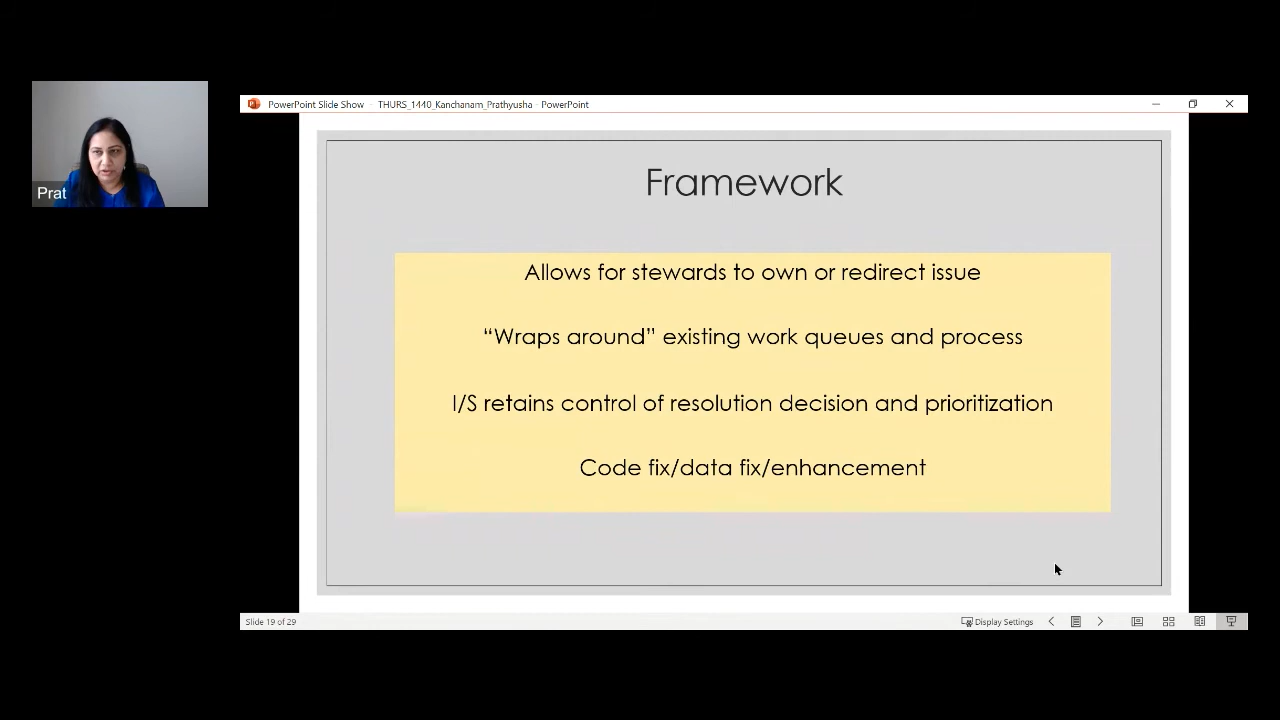 PowerPoint Slide Show - THURS_1440_Kanchanam_Prathyusha - PowerPoint
Prat
Framework
Allows for stewards to own or redirect issue
“Wraps around” existing work queues and process
I/S retains control of resolution decision and prioritization
Code fix/data fix/enhancement
Slide 19 of 29
Display Settings